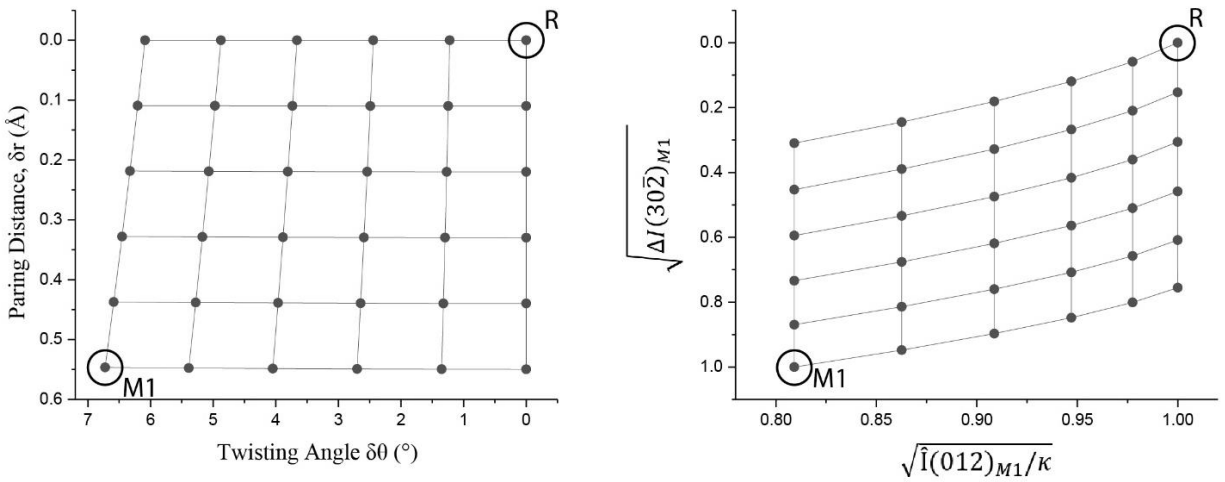 R
0.0
0.1
0.2
0.3
0.4
0.5
0.6
M1
7 6 5 4 3 2 1 0
Paring Distance, δr (Å)
Twisting Angle δθ (°)
R
0.0
0.2
0.4
0.6
0.8
1.0
M1
0.80 0.85 0.90 0.95 1.00
√ΔI(302̅)M1
√Î(012)M1/κ